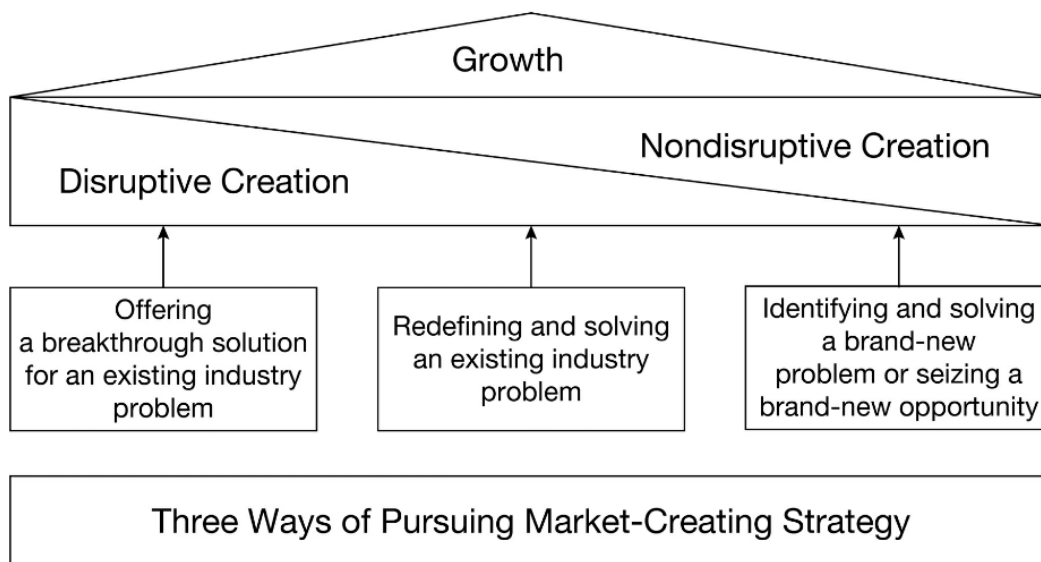 Growth
Nondisruptive Creation
Disruptive Creation
Offering
a breakthrough solution
for an existing industry
problem
Redefining and solving
an existing industry
problem
Identifying and solving
a brand-new
problem or seizing a
brand-new opportunity
Three Ways of Pursuing Market-Creating Strategy